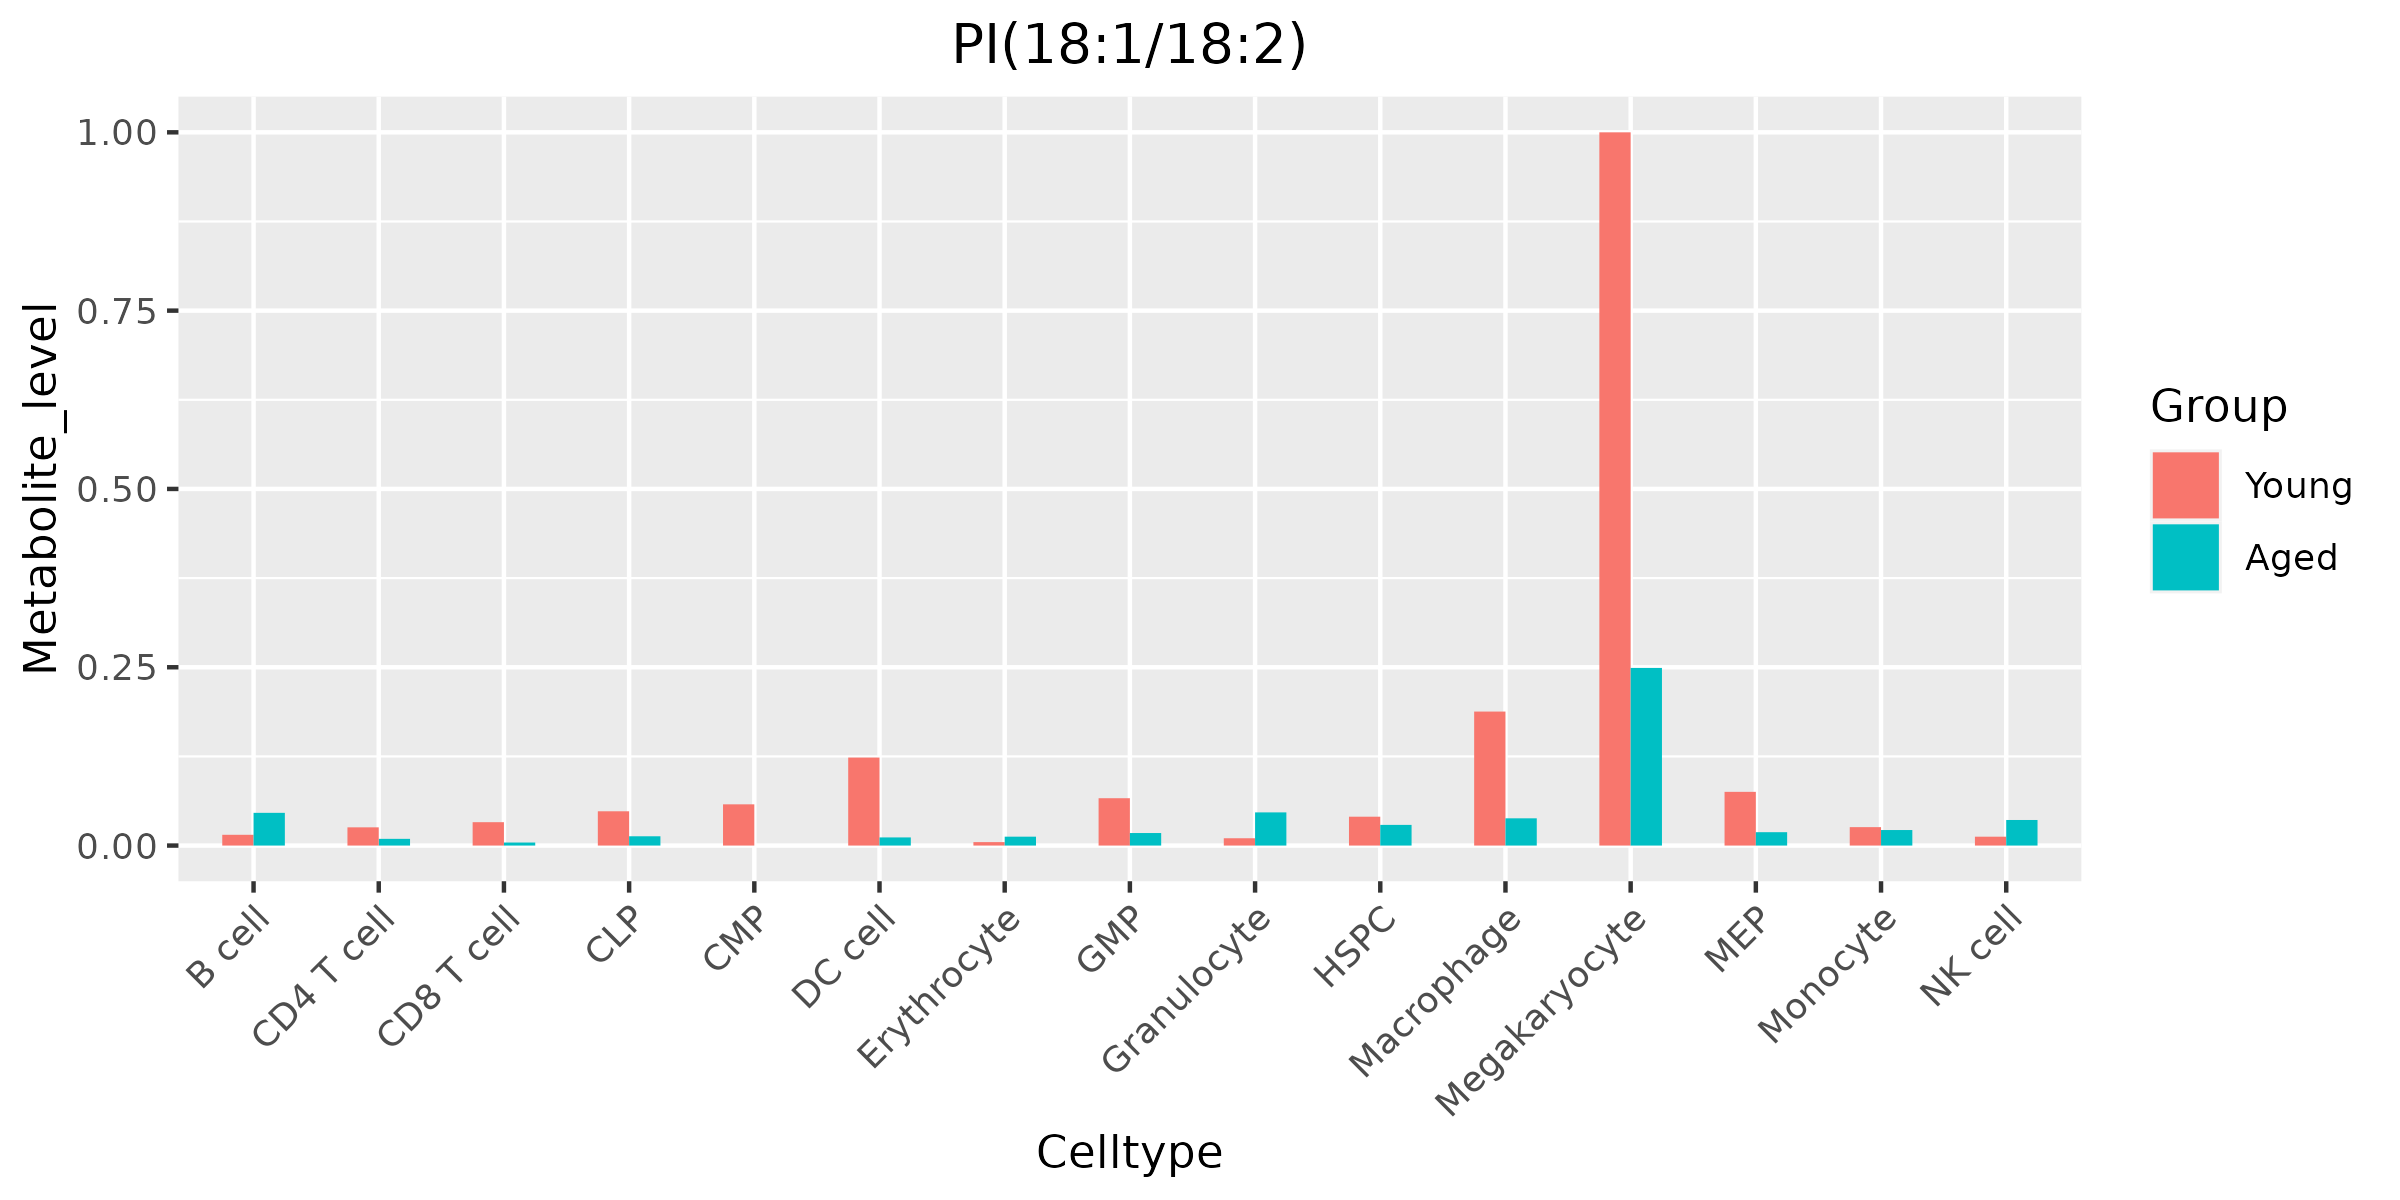 PI(18:1/18:2)
Metabolite_level
1.00
0.75
0.50
0.25
0.00
B cell
CD4 T cell
CD8 T cell
CLP
CMP
DC cell
Erythrocyte
GMP
Granulocyte
HSPC
Macrophage
Megakaryocyte
MEP
Monocyte
NK cell
Celltype
Group
Young
Aged